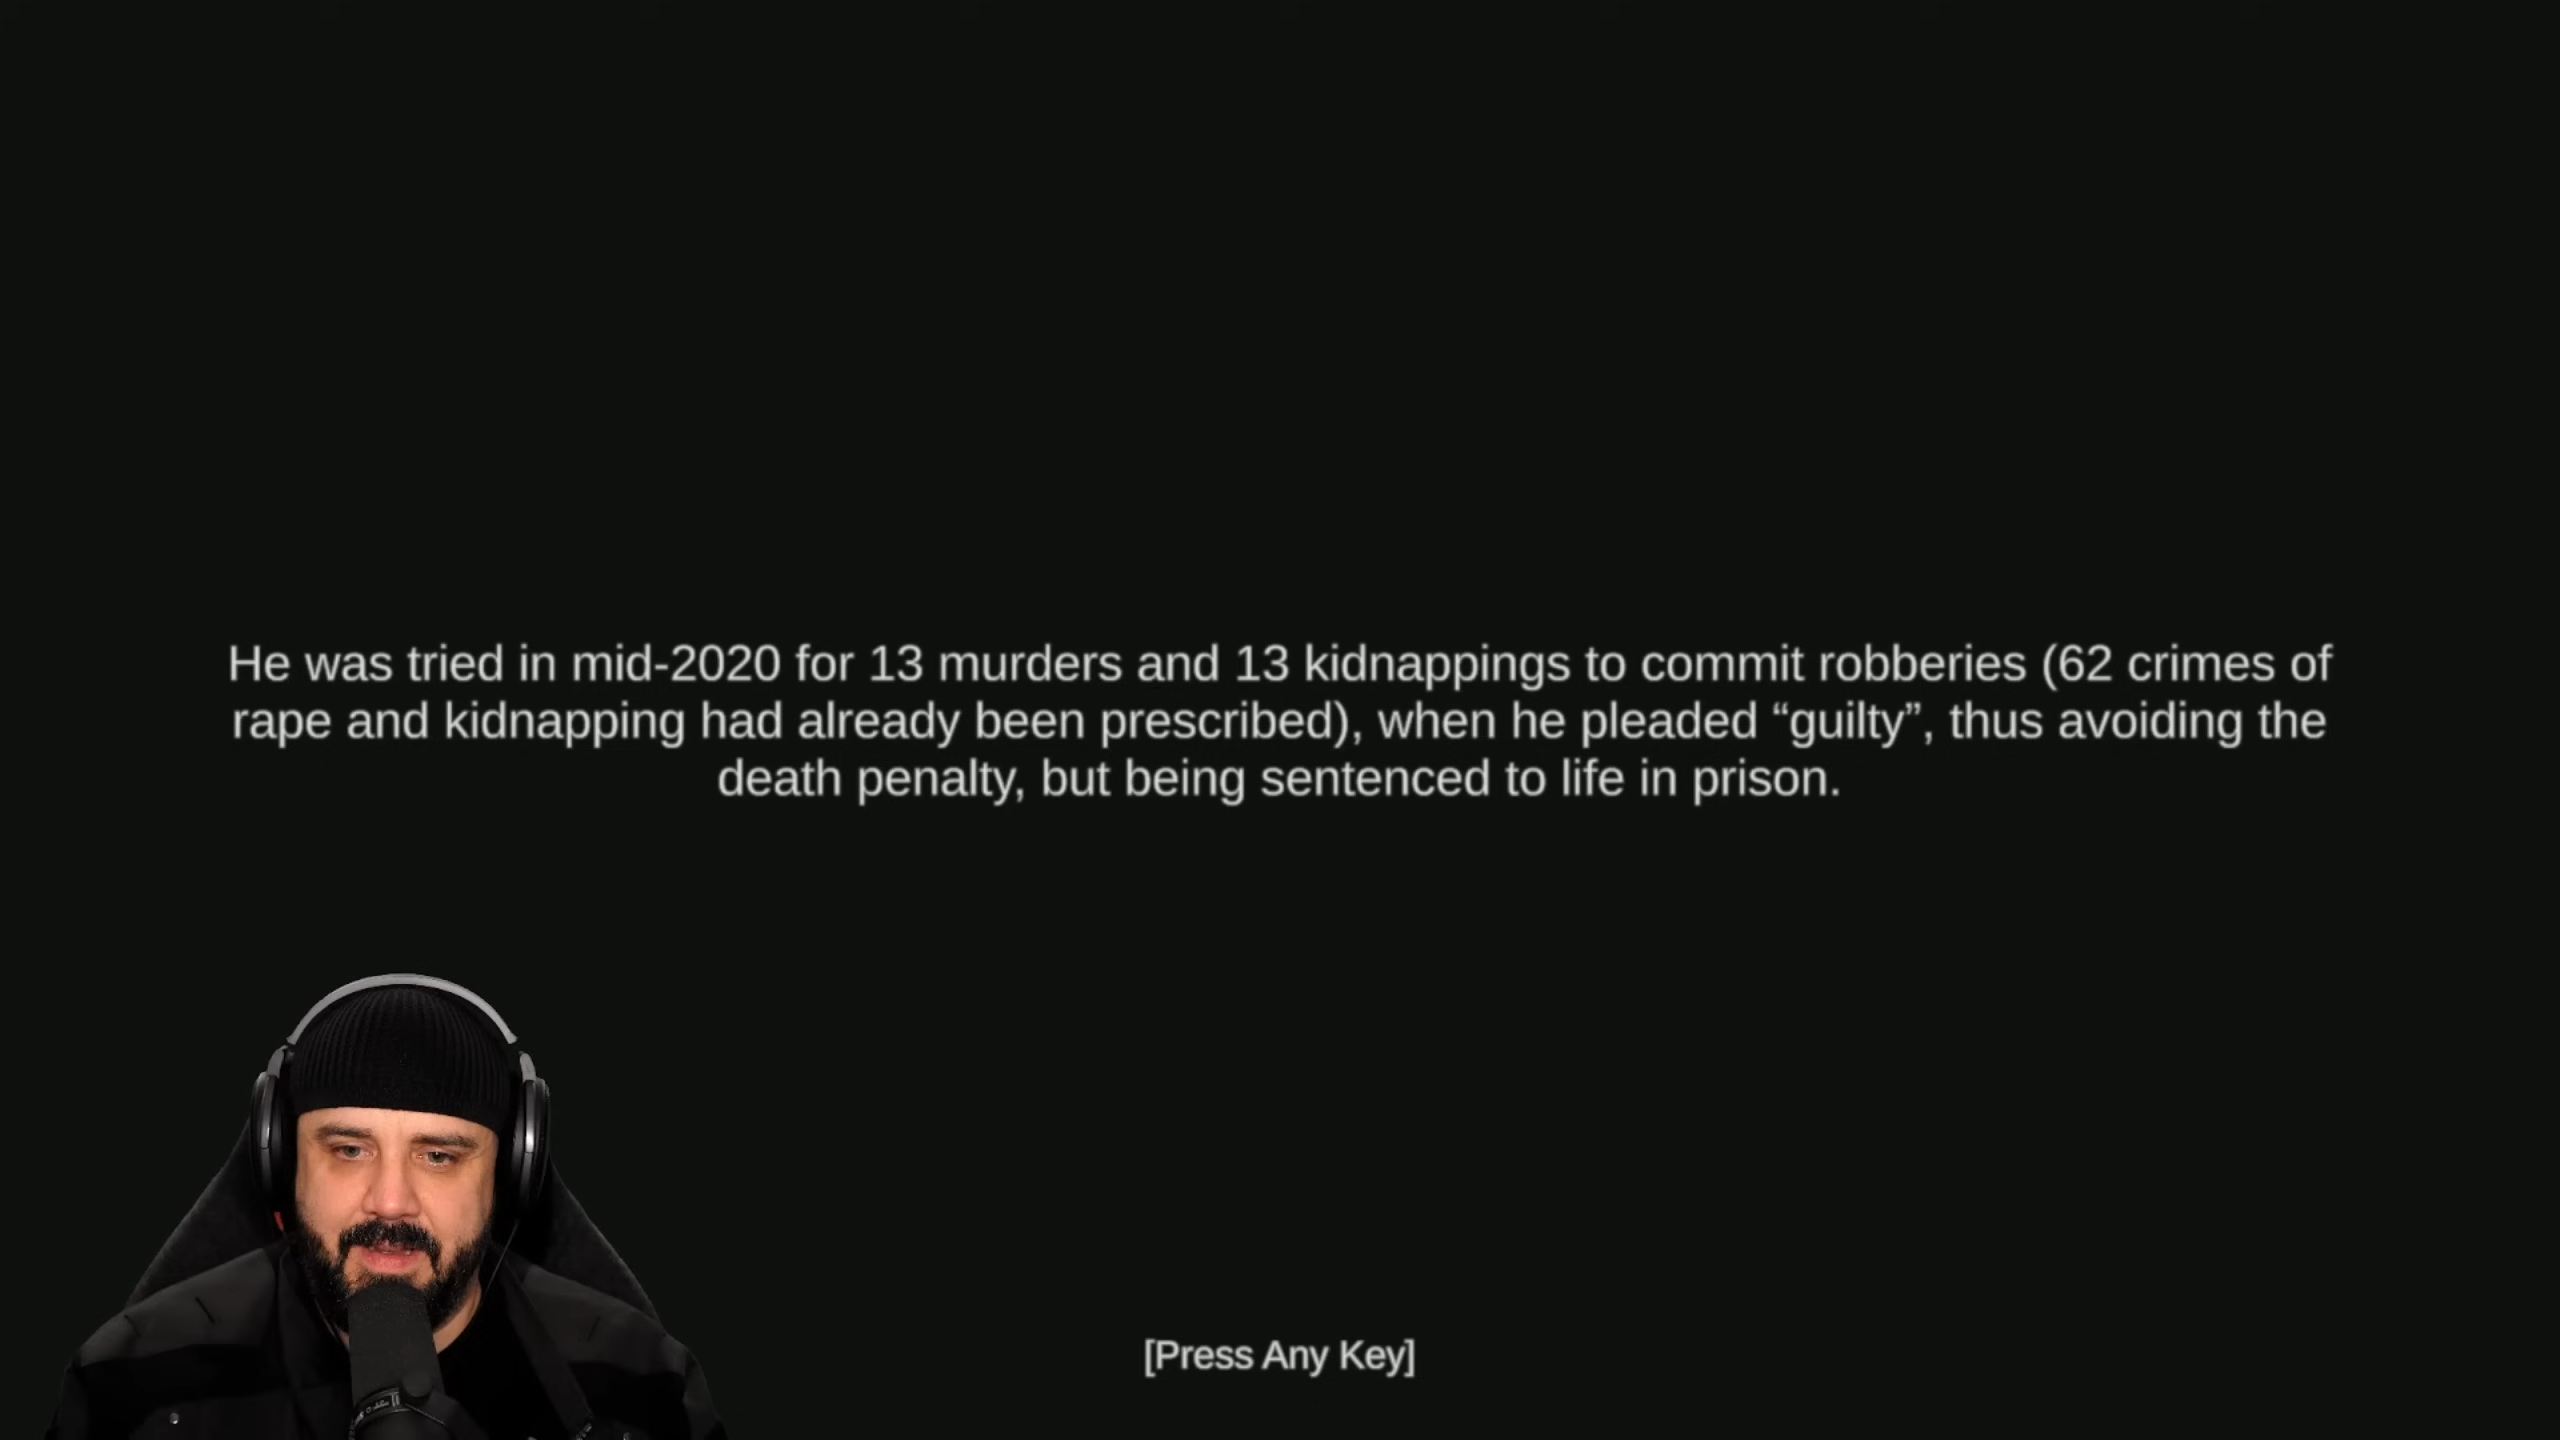 He was tried in mid-2020 for 13 murders and 13 kidnappings to commit robberies (62 crimes of
rape and kidnapping had already been prescribed), when he pleaded “guilty”, thus avoiding the
death penalty, but being sentenced to life in prison.
[Press Any Key]